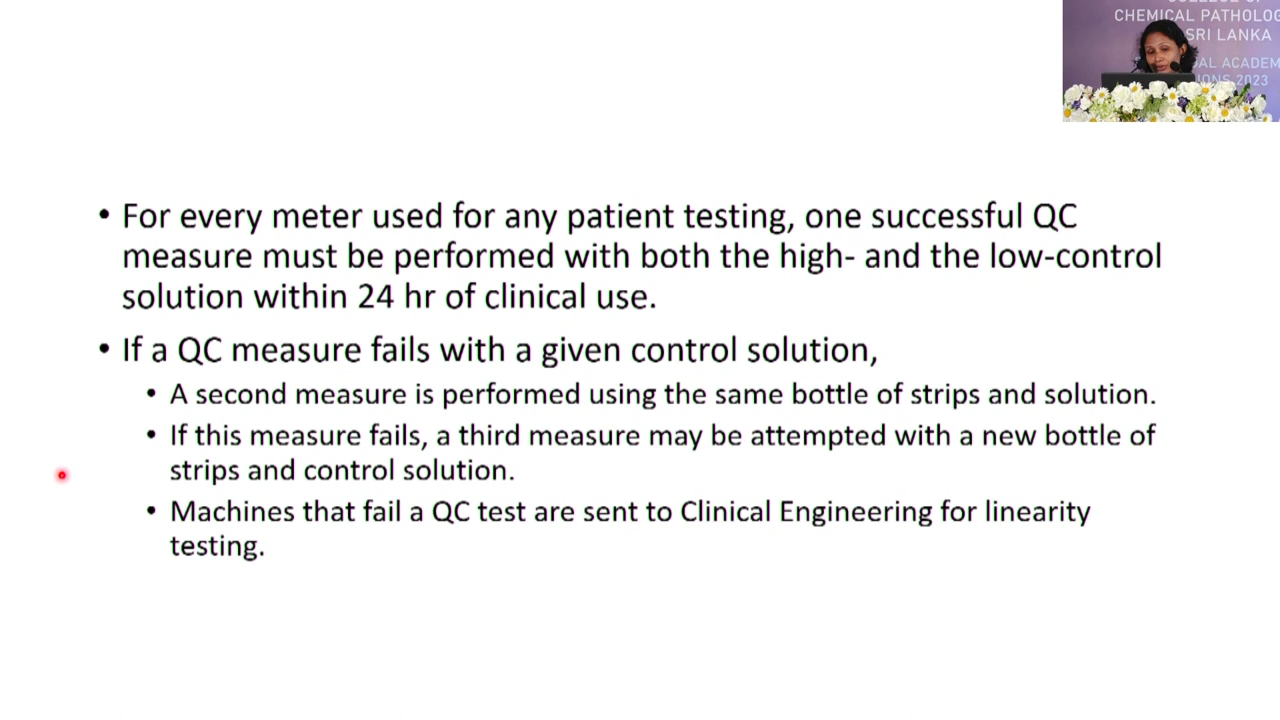 CHEMICAL PATHOLOG
SRI LANKA
ACADEM
2023
• For every meter used for any patient testing, one successful QC
measure must be performed with both the high- and the low-control
solution within 24 hr of clinical use.
• If a QC measure fails with a given control solution,
• A second measure is performed using the same bottle of strips and solution.
• If this measure fails, a third measure may be attempted with a new bottle of
strips and control solution.
• Machines that fail a QC test are sent to Clinical Engineering for linearity
testing.